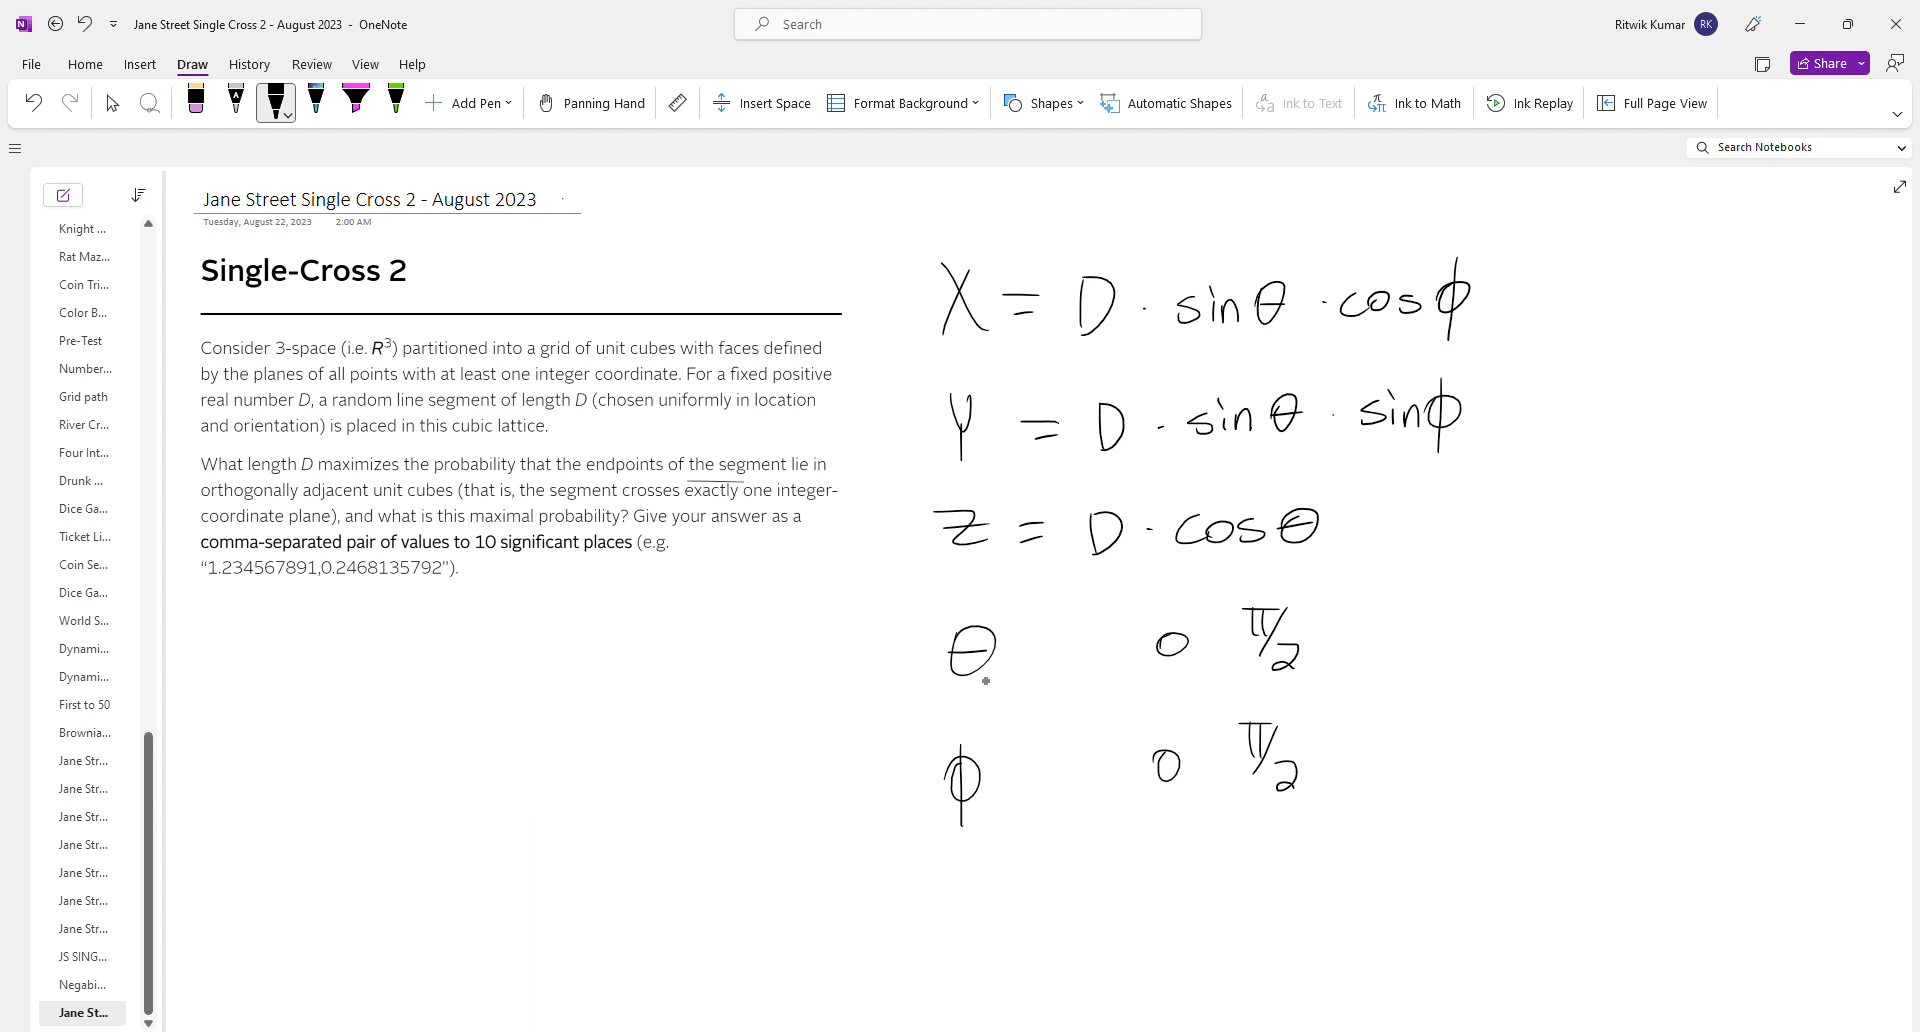 Jane Street Single Cross 2 - August 2023 - OneNote
Search
Ritwik Kumar RK
File Home Insert Draw History Review View Help
Share
Add Pen Panning Hand Insert Space Format Background Shapes Automatic Shapes Ink to Text Ink to Math Ink Replay Full Page View
Search Notebooks
Knight ...
Rat Maz...
Coin Tri...
Color B...
Pre-Test
Number...
Grid path
River Cr...
Four Int...
Drunk ...
Dice Ga...
Ticket Li...
Coin Se...
Dice Ga...
World S...
Dynami...
Dynami...
First to 50
Brownia...
Jane Str...
Jane Str...
Jane Str...
Jane Str...
Jane Str...
Jane Str...
Jane Str...
JS SING...
Negabi...
Jane St...
Jane Street Single Cross 2 - August 2023
Tuesday, August 22, 2023 2:00 AM
Single-Cross 2
Consider 3-space (i.e. R³) partitioned into a grid of unit cubes with faces defined
by the planes of all points with at least one integer coordinate. For a fixed positive
real number D, a random line segment of length D (chosen uniformly in location
and orientation) is placed in this cubic lattice.
What length D maximizes the probability that the endpoints of the segment lie in
orthogonally adjacent unit cubes (that is, the segment crosses exactly one integer-
coordinate plane), and what is this maximal probability? Give your answer as a
comma-separated pair of values to 10 significant places (e.g.
“1.234567891,0.2468135792”).
X = D · sinθ · cosϕ
Y = D · sinθ · sinϕ
Z = D · cosθ
θ 0 π/2
ϕ 0 π/2